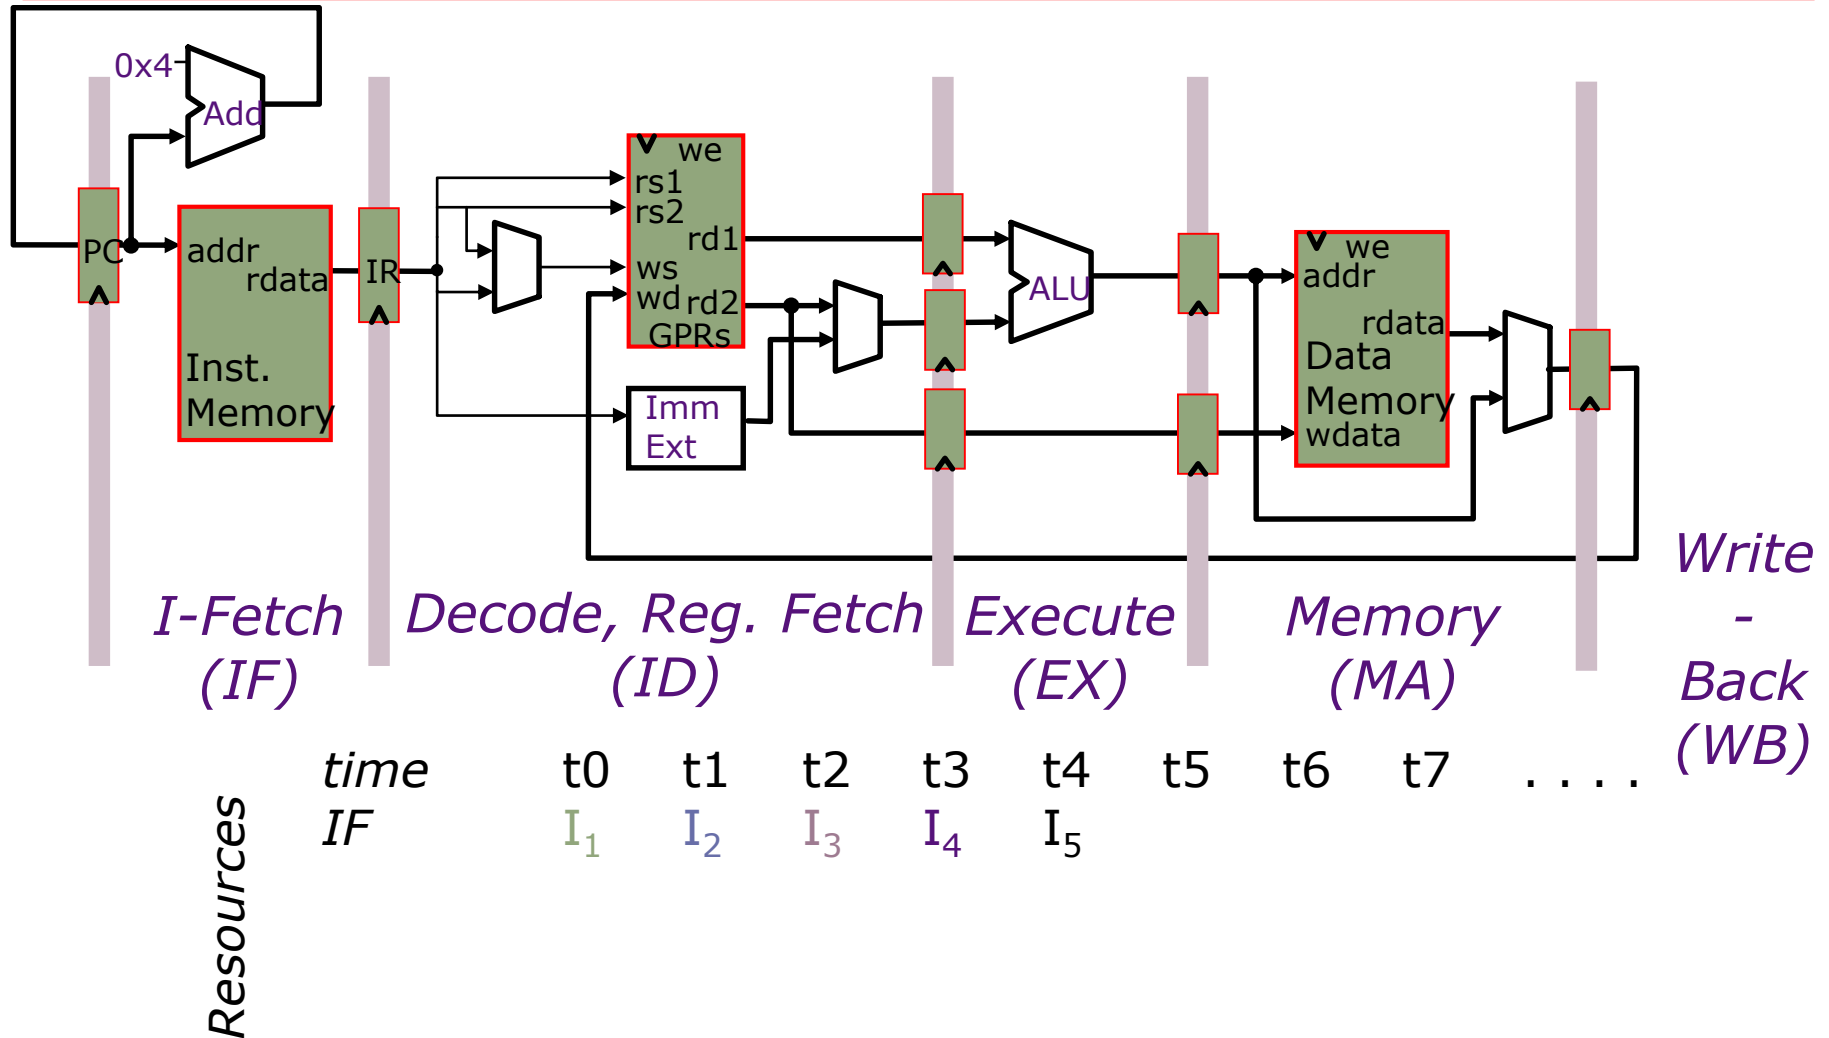 0x4
Add
PC
addr
rdata
Inst.
Memory
IR
we
rs1
rs2
rd1
ws
wd rd2
GPRs
Imm
Ext
ALU
we
addr
rdata
Data
Memory
wdata
I-Fetch
(IF)
Decode, Reg. Fetch
(ID)
Execute
(EX)
Memory
(MA)
Write
-
Back
(WB)
time t0 t1 t2 t3 t4 t5 t6 t7 . . . .
IF I1 I2 I3 I4 I5
Resources